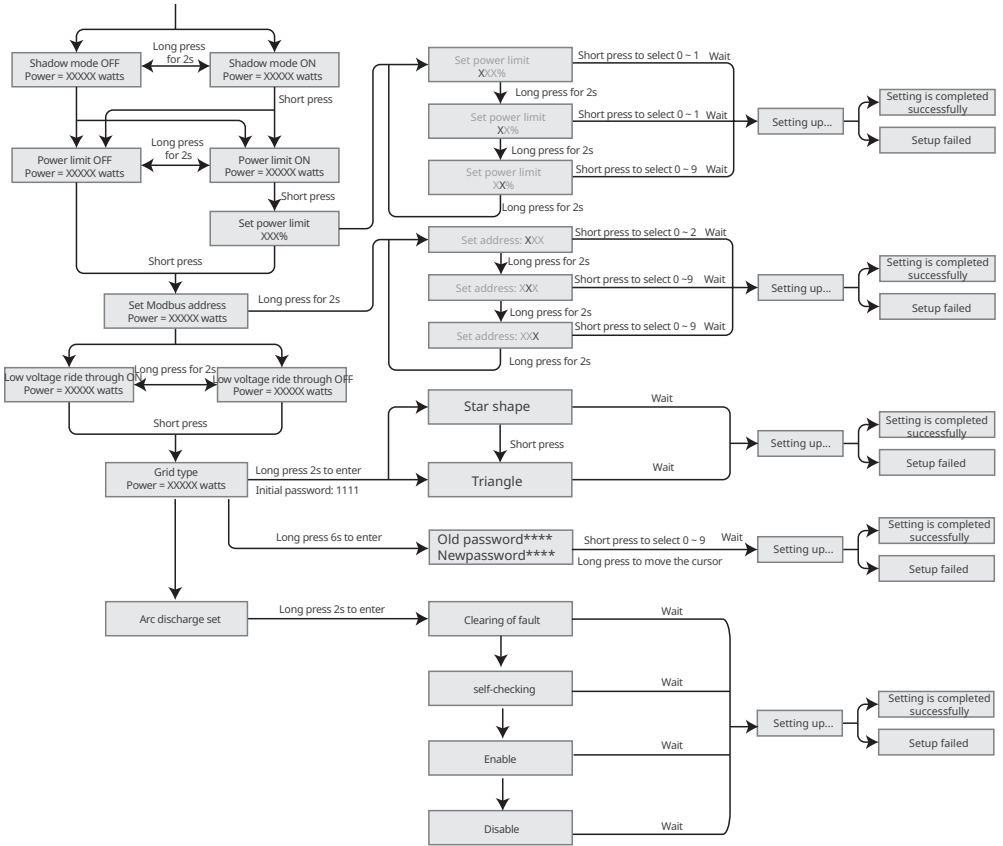 Shadow mode OFF
Power = XXXXX watts
Long press
for 2s
Shadow mode ON
Power = XXXXX watts
Short press
Power limit OFF
Power = XXXXX watts
Long press
for 2s
Power limit ON
Power = XXXXX watts
Short press
Set power limit
XXX%
Short press
Set Modbus address
Power = XXXXX watts
Long press for 2s
Low voltage ride through ON
Power = XXXXX watts
Long press for 2s
Low voltage ride through OFF
Power = XXXXX watts
Short press
Grid type
Power = XXXXX watts
Long press 2s to enter
Initial password: 1111
Long press 6s to enter
Arc discharge set
Long press 2s to enter
Set power limit
XXX%
Short press to select 0 ~ 1 Wait
Long press for 2s
Set power limit
XX%
Short press to select 0 ~ 1 Wait
Long press for 2s
Set power limit
XX%
Short press to select 0 ~ 9 Wait
Long press for 2s
Setting up...
Setting is completed
successfully
Setup failed
Set address: XXX
Short press to select 0 ~ 2 Wait
Long press for 2s
Set address: XXX
Short press to select 0 ~9 Wait
Long press for 2s
Set address: XXX
Short press to select 0 ~ 9 Wait
Long press for 2s
Setting up...
Setting is completed
successfully
Setup failed
Star shape
Wait
Short press
Triangle
Wait
Setting up...
Setting is completed
successfully
Setup failed
Old password****
Newpassword****
Short press to select 0 ~ 9 Wait
Long press to move the cursor
Setting up...
Setting is completed
successfully
Setup failed
Clearing of fault
Wait
self-checking
Wait
Enable
Wait
Disable
Wait
Setting up...
Setting is completed
successfully
Setup failed